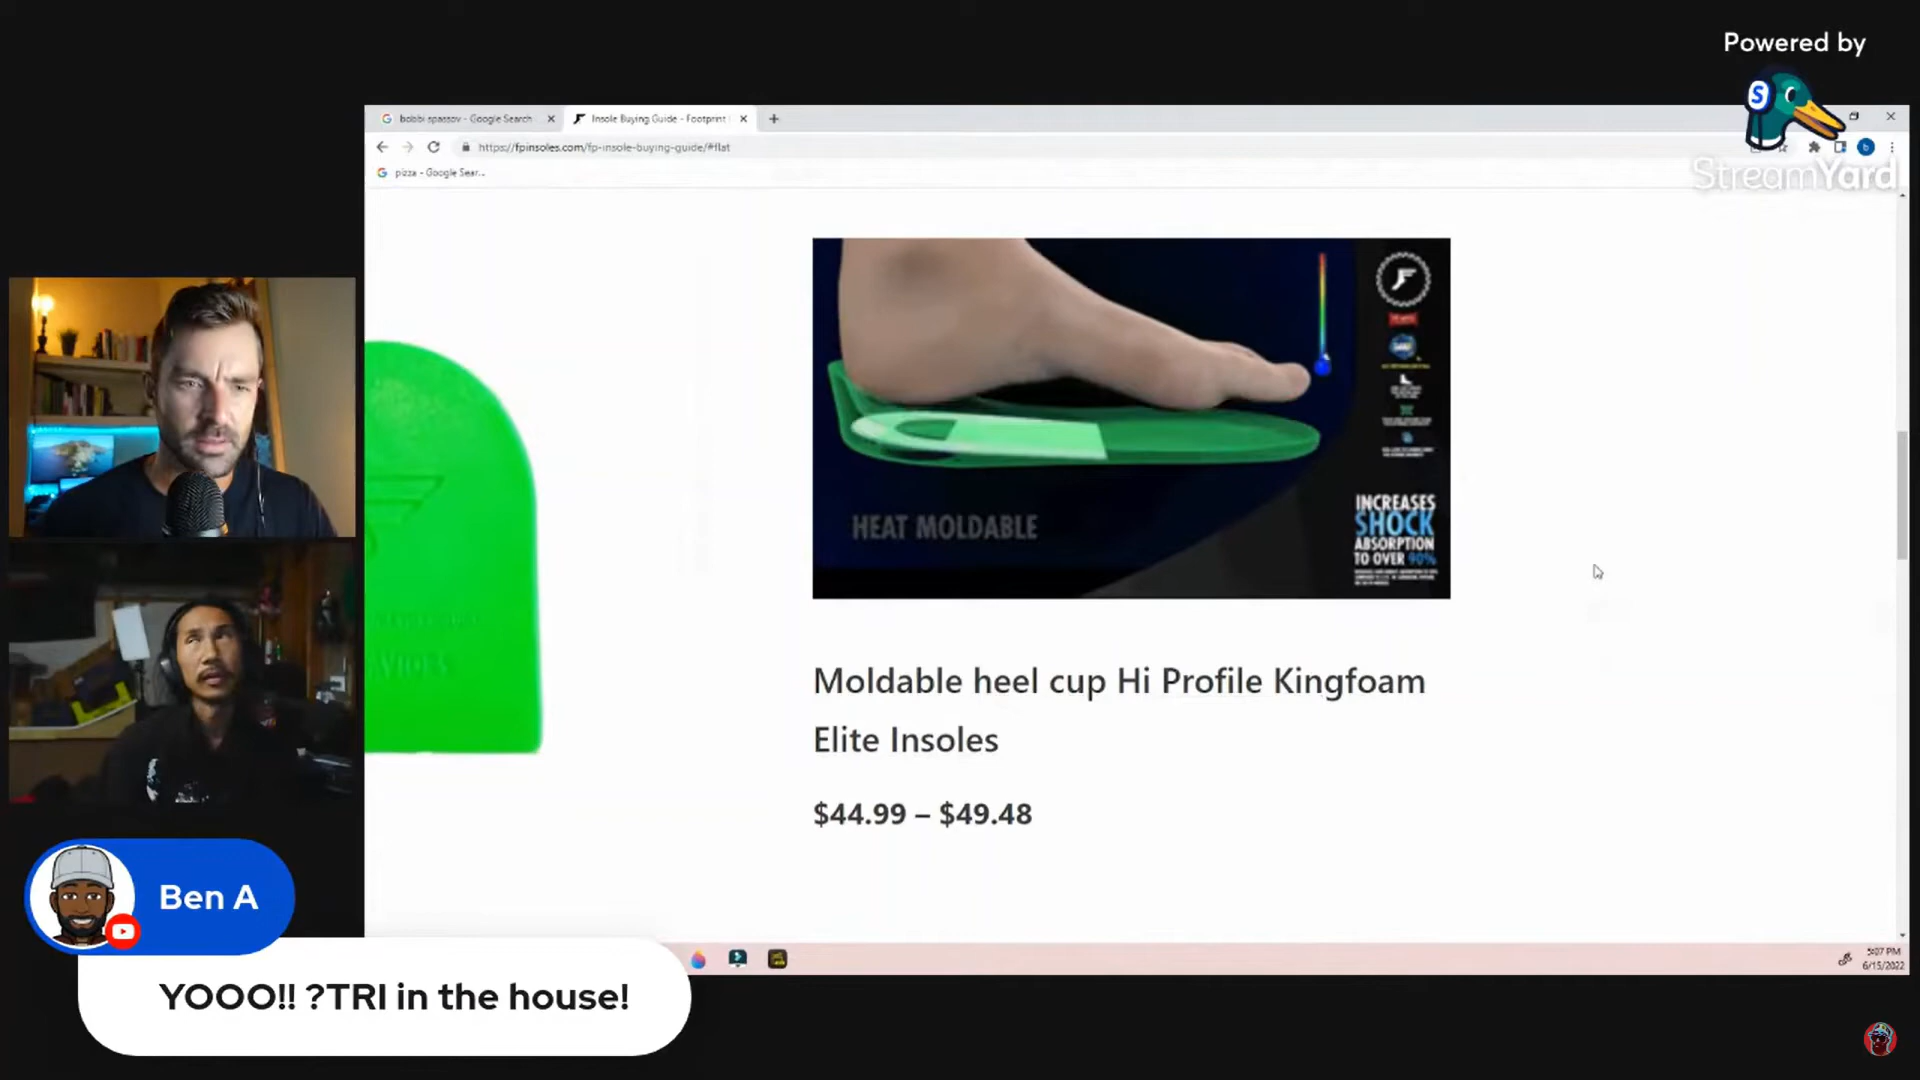 Powered by
S
StreamYard
bobbi spassov - Google Search
Insole Buying Guide - Footprint
https://fpinsoles.com/fp-insole-buying-guide/#flat
pizza - Google Sear...
HEAT MOLDABLE
INCREASES
SHOCK
ABSORPTION
TO OVER 90%
Moldable heel cup Hi Profile Kingfoam
Elite Insoles
$44.99 – $49.48
Ben A
YOOO!! ?TRI in the house!
5:07 PM
6/15/2022